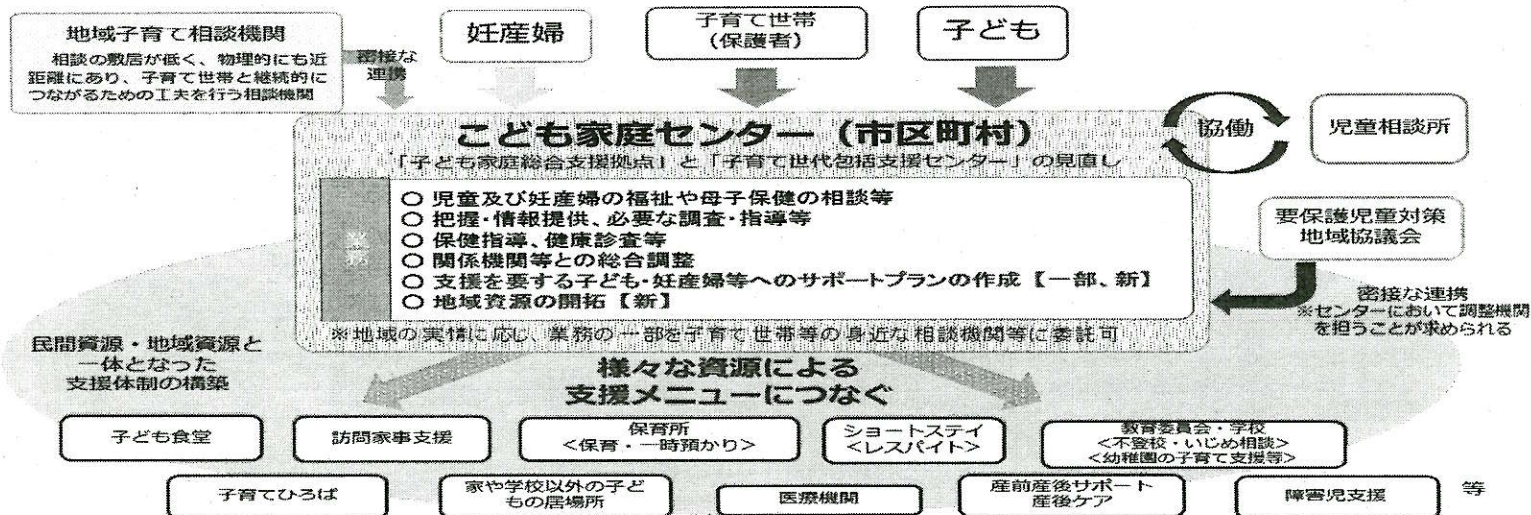 地域子育て相談機関
相談の敷居が低く、物理的にも近
距離にあり、子育て世帯と継続的に
つながるための工夫を行う相談機関
密接な
連携
妊産婦
子育て世帯
(保護者)
子ども
こども家庭センター(市区町村)
「子ども家庭総合支援拠点」と「子育て世代包括支援センター」の見直し
協働
児童相談所
業務
○ 児童及び妊産婦の福祉や母子保健の相談等
○ 把握・情報提供、必要な調査・指導等
○ 保健指導、健康診査等
○ 関係機関等との総合調整
○ 支援を要する子ども・妊産婦等へのサポートプランの作成【一部、新】
○ 地域資源の開拓【新】
※地域の実情に応じ、業務の一部を子育て世帯等の身近な相談機関等に委託可
要保護児童対策
地域協議会
密接な連携
※センターにおいて調整機関
を担うことが求められる
民間資源・地域資源と
一体となった
支援体制の構築
様々な資源による
支援メニューにつなぐ
子ども食堂
訪問家事支援
保育所
<保育・一時預かり>
ショートステイ
<レスパイト>
教育委員会・学校
<不登校・いじめ相談>
<幼稚園の子育て支援等>
子育てひろば
家や学校以外の子ど
もの居場所
医療機関
産前産後サポート
産後ケア
障害児支援
等